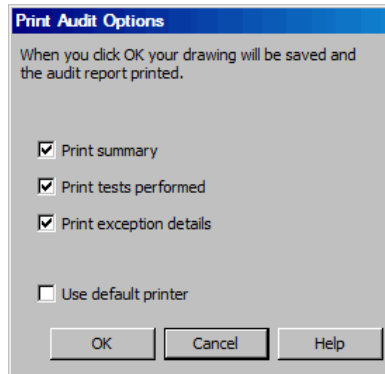 Print Audit Options
When you click OK your drawing will be saved and
the audit report printed.
Print summary
Print tests performed
Print exception details
Use default printer
OK Cancel Help